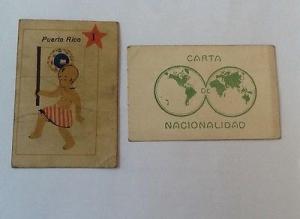 Puerto Rico
1
CARTA
DE
NACIONALIDAD